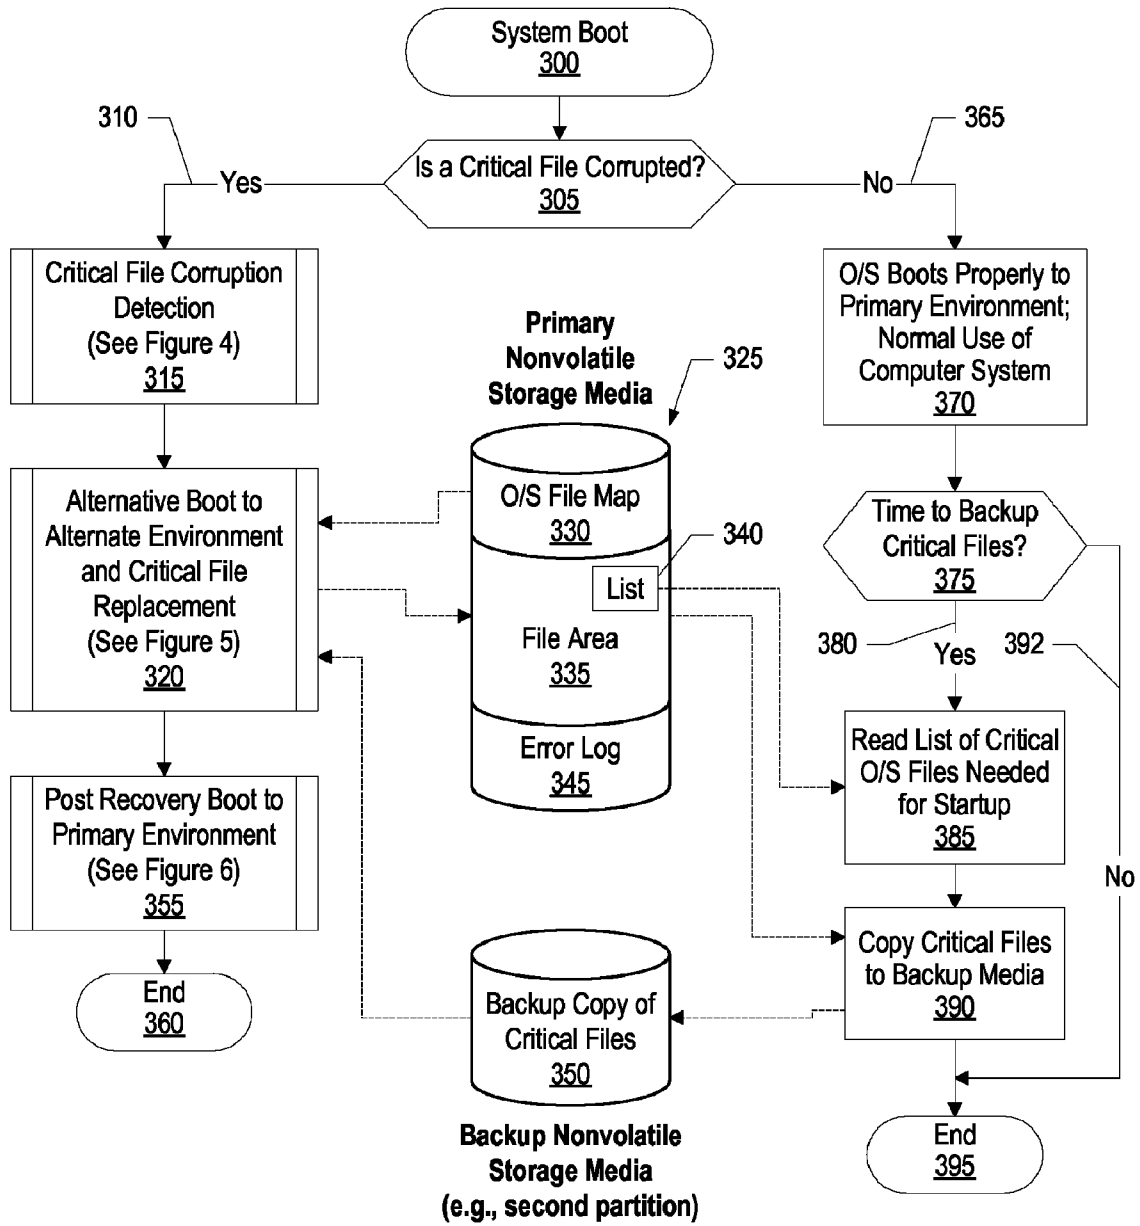 System Boot
300
310
365
Is a Critical File Corrupted?
305
Yes
No
Critical File Corruption
Detection
(See Figure 4)
315
O/S Boots Properly to
Primary Environment;
Normal Use of
Computer System
370
Primary
Nonvolatile
Storage Media
325
Alternative Boot to
Alternate Environment
and Critical File
Replacement
(See Figure 5)
320
O/S File Map
330
340
List
File Area
335
Error Log
345
Time to Backup
Critical Files?
375
380
Yes
392
Read List of Critical
O/S Files Needed
for Startup
385
No
Post Recovery Boot to
Primary Environment
(See Figure 6)
355
End
360
Backup Copy of
Critical Files
350
Copy Critical Files
to Backup Media
390
Backup Nonvolatile
Storage Media
(e.g., second partition)
End
395